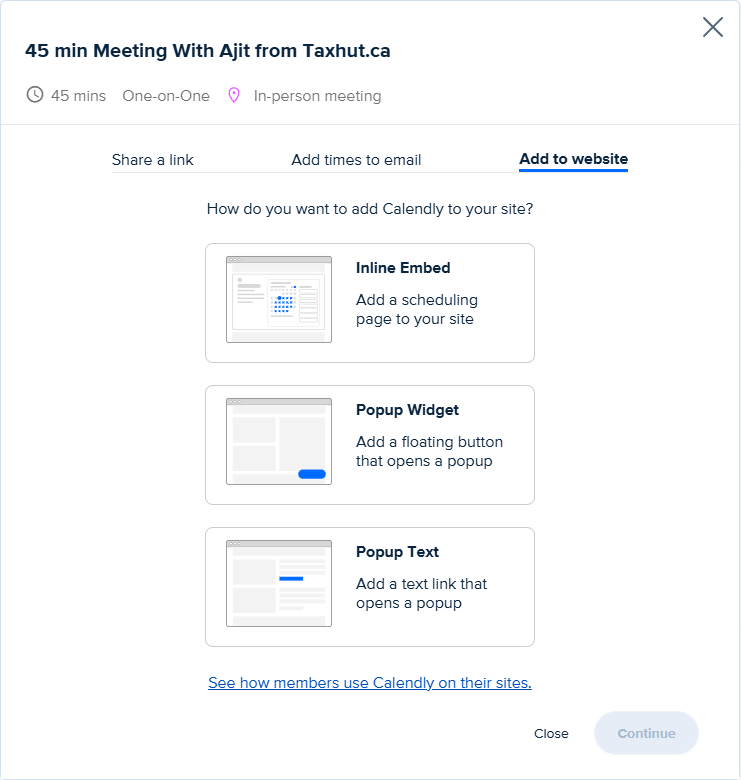 45 min Meeting With Ajit from Taxhut.ca
45 mins One-on-One In-person meeting
Share a link Add times to email Add to website
How do you want to add Calendly to your site?
Inline Embed
Add a scheduling
page to your site
Popup Widget
Add a floating button
that opens a popup
Popup Text
Add a text link that
opens a popup
See how members use Calendly on their sites.
Close Continue